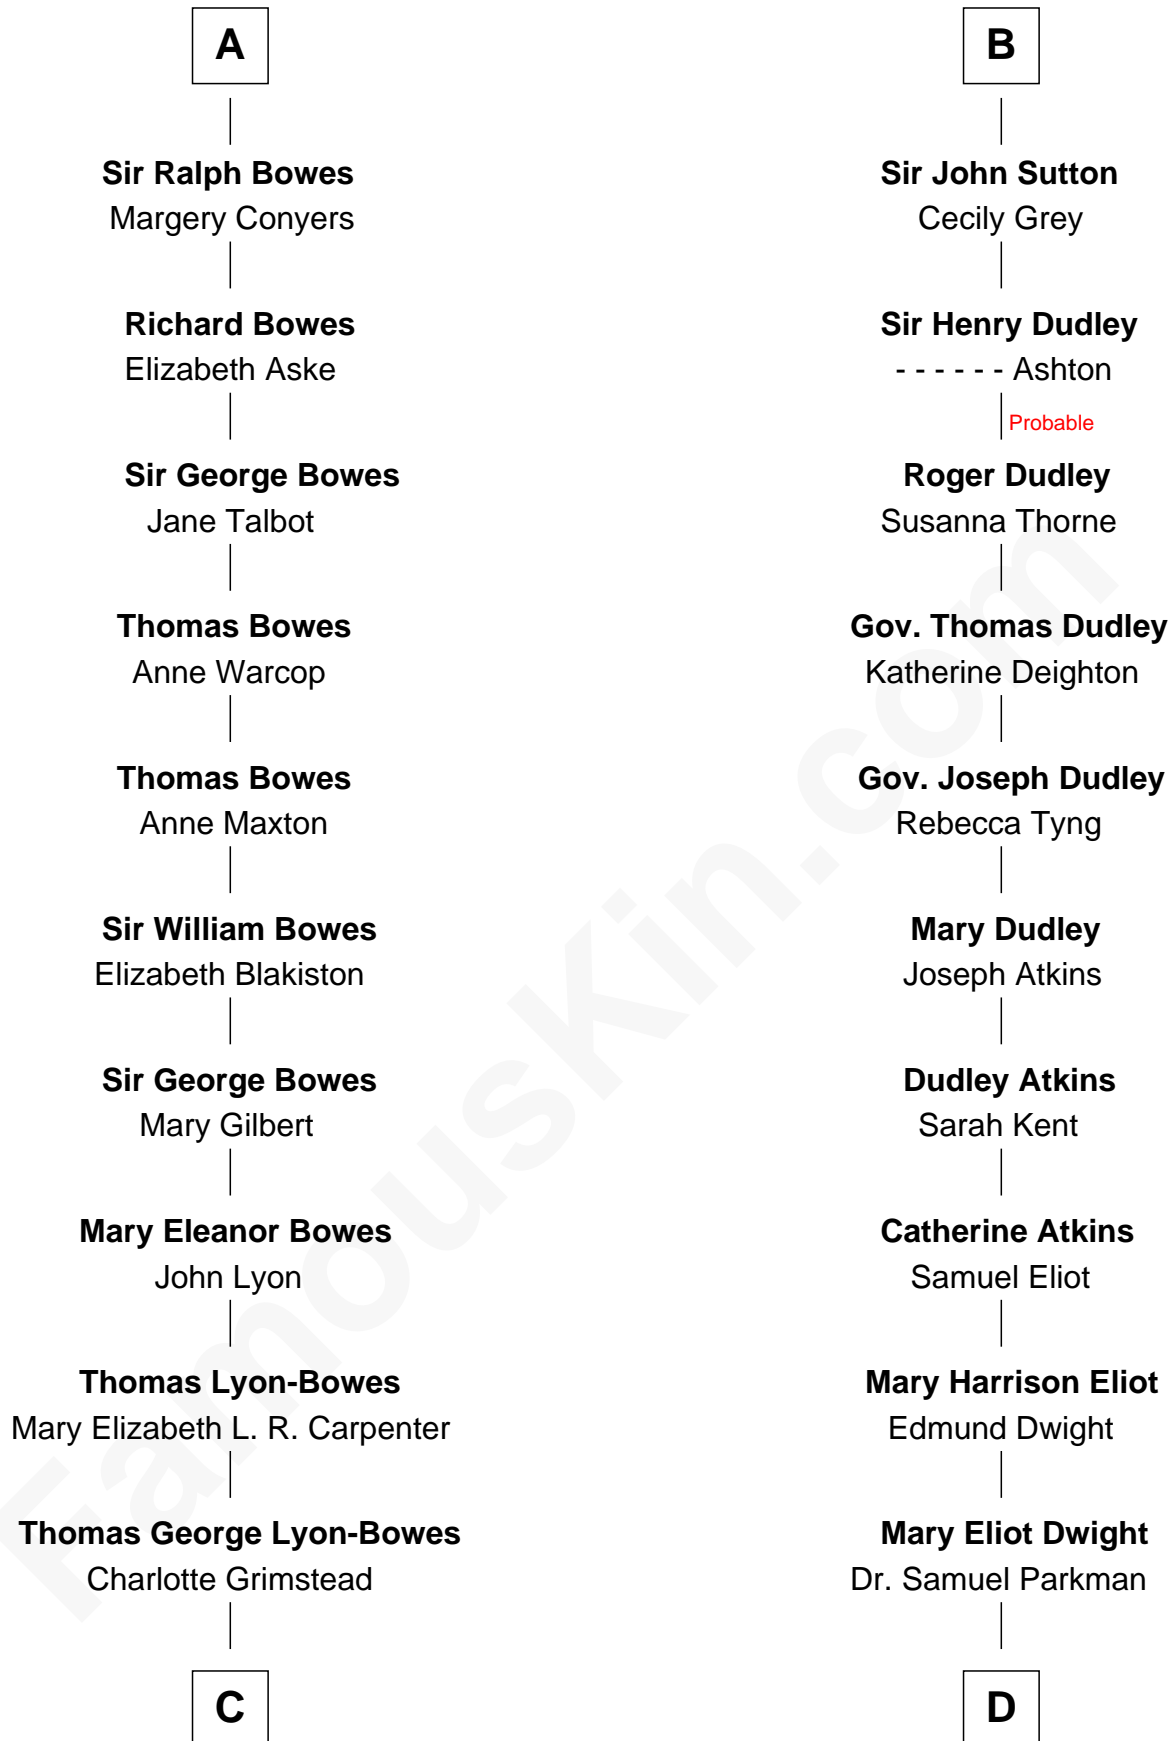 A
Sir Ralph Bowes
Margery Conyers
Richard Bowes
Elizabeth Aske
Sir George Bowes
Jane Talbot
Thomas Bowes
Anne Warcop
Thomas Bowes
Anne Maxton
Sir William Bowes
Elizabeth Blakiston
Sir George Bowes
Mary Gilbert
Mary Eleanor Bowes
John Lyon
Thomas Lyon-Bowes
Mary Elizabeth L. R. Carpenter
Thomas George Lyon-Bowes
Charlotte Grimstead
C
B
Sir John Sutton
Cecily Grey
Sir Henry Dudley
- - - - - - Ashton
Probable
Roger Dudley
Susanna Thorne
Gov. Thomas Dudley
Katherine Deighton
Gov. Joseph Dudley
Rebecca Tyng
Mary Dudley
Joseph Atkins
Dudley Atkins
Sarah Kent
Catherine Atkins
Samuel Eliot
Mary Harrison Eliot
Edmund Dwight
Mary Eliot Dwight
Dr. Samuel Parkman
D
FamousKin.com